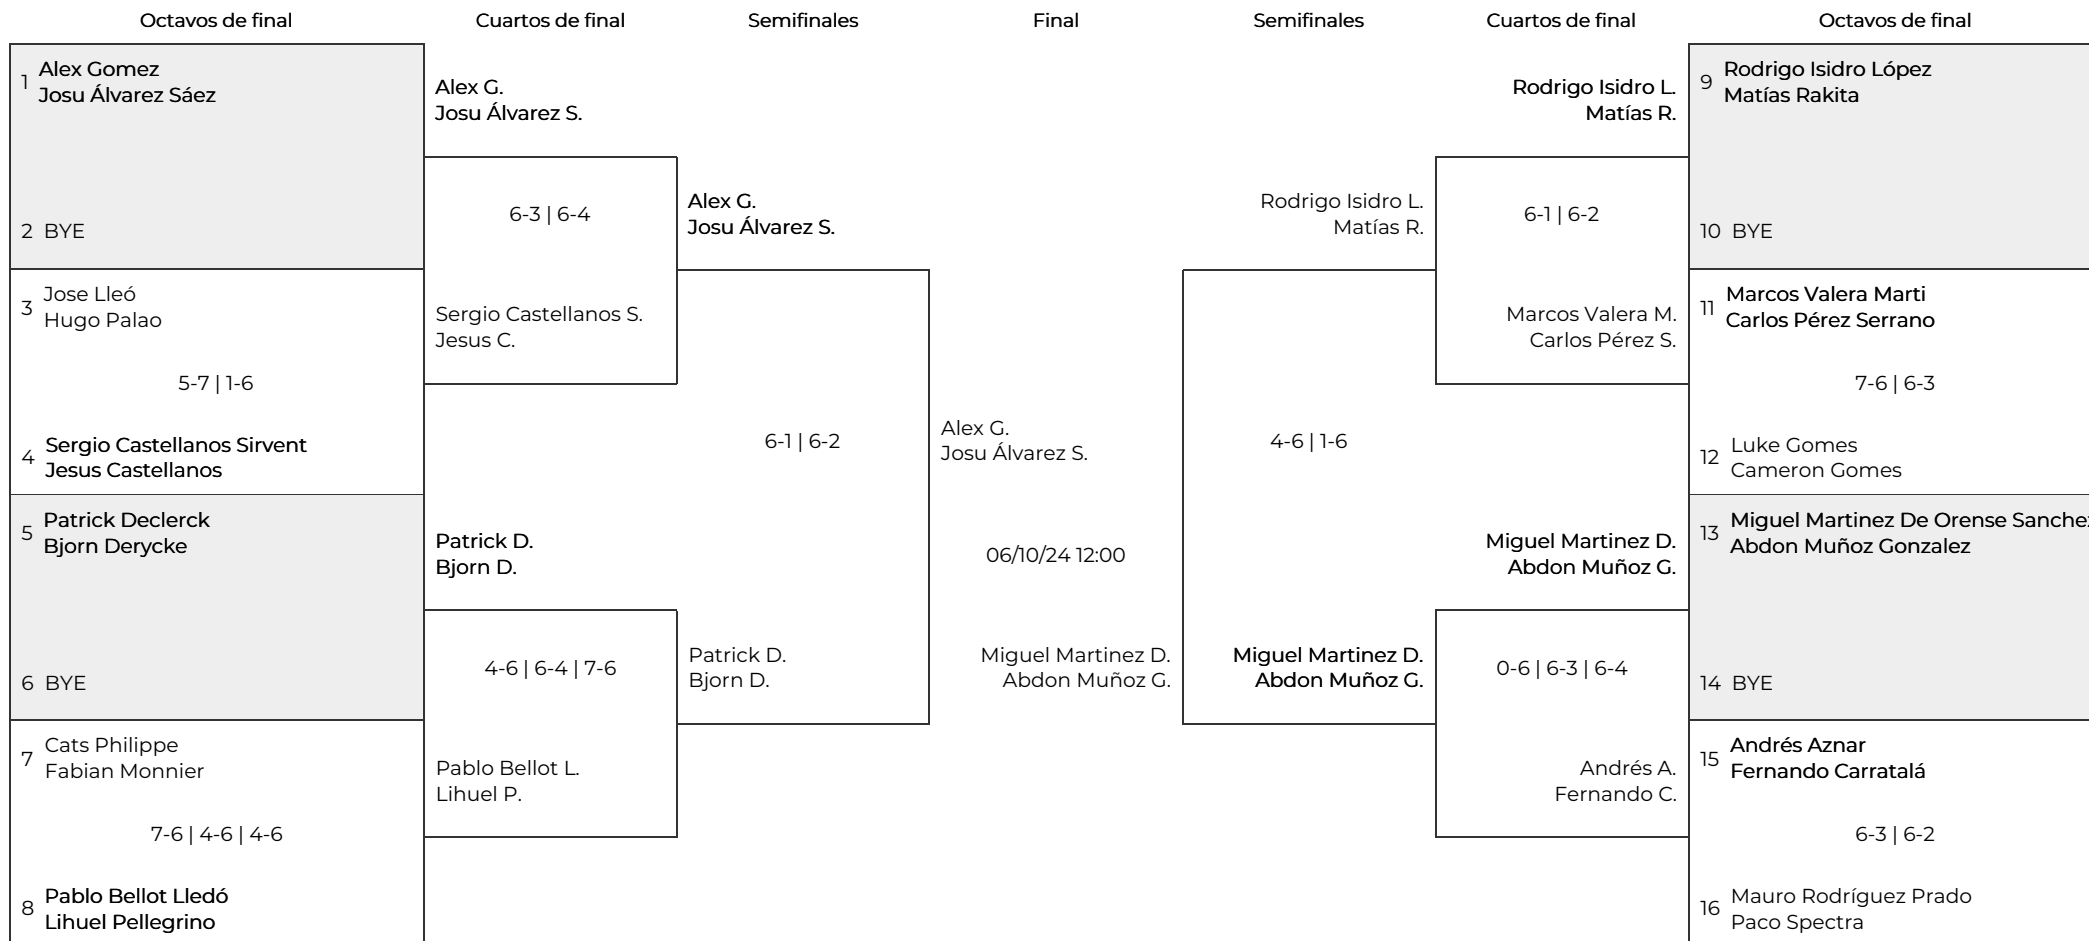 Octavos de final
Cuartos de final
Semifinales
Final
Semifinales
Cuartos de final
Octavos de final
1
Alex Gomez
Josu Álvarez Sáez
2 BYE
3
Jose Lleó
Hugo Palao
5-7 | 1-6
4
Sergio Castellanos Sirvent
Jesus Castellanos
5
Patrick Declerck
Bjorn Derycke
6 BYE
7
Cats Philippe
Fabian Monnier
7-6 | 4-6 | 4-6
8
Pablo Bellot Lledó
Lihuel Pellegrino
Alex G.
Josu Álvarez S.
6-3 | 6-4
Sergio Castellanos S.
Jesus C.
Patrick D.
Bjorn D.
4-6 | 6-4 | 7-6
Pablo Bellot L.
Lihuel P.
Alex G.
Josu Álvarez S.
6-1 | 6-2
Patrick D.
Bjorn D.
Alex G.
Josu Álvarez S.
06/10/24 12:00
Miguel Martinez D.
Abdon Muñoz G.
Rodrigo Isidro L.
Matías R.
4-6 | 1-6
Miguel Martinez D.
Abdon Muñoz G.
Rodrigo Isidro L.
Matías R.
6-1 | 6-2
Marcos Valera M.
Carlos Pérez S.
Miguel Martinez D.
Abdon Muñoz G.
0-6 | 6-3 | 6-4
Andrés A.
Fernando C.
9
Rodrigo Isidro López
Matías Rakita
10 BYE
11
Marcos Valera Marti
Carlos Pérez Serrano
7-6 | 6-3
12
Luke Gomes
Cameron Gomes
13
Miguel Martinez De Orense Sanchez
Abdon Muñoz Gonzalez
14 BYE
15
Andrés Aznar
Fernando Carratalá
6-3 | 6-2
16
Mauro Rodríguez Prado
Paco Spectra